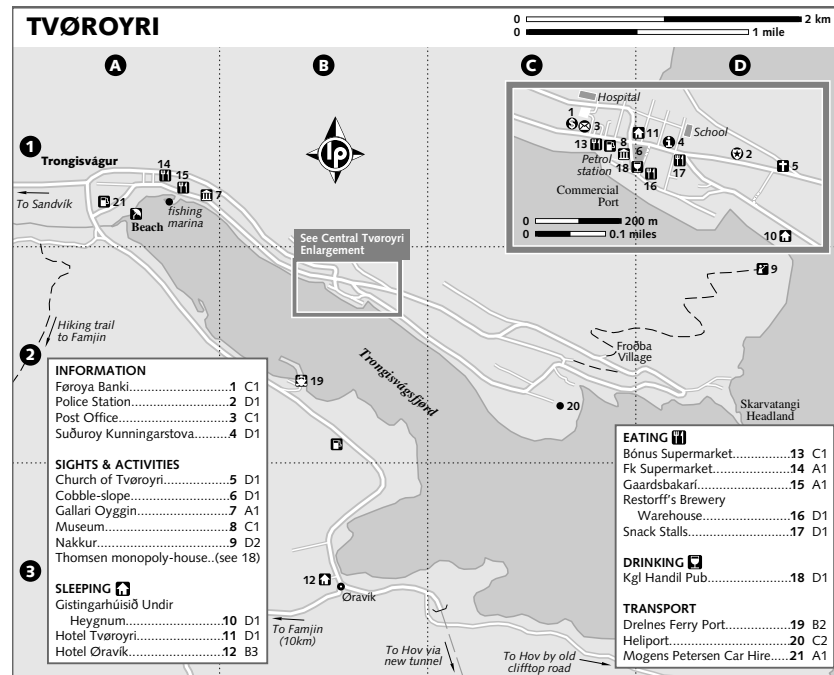 TVØROYRI
0 2 km
0 1 mile
A B C D
1
2
3
Hospital
1
3
11
4
School
13
8
6
2
5
Petrol
station
18
16
17
Commercial
Port
0 200 m
0 0.1 miles
10
lp
Trongisvágur
14
15
7
To Sandvík
21
Beach
fishing
marina
See Central Tvøroyri
Enlargement
9
Hiking trail
to Famjin
Froðba
Village
Trongisvágsfjørd
19
20
Skarvatangi
Headland
INFORMATION
Føroya Banki...........................1 C1
Police Station...........................2 D1
Post Office...........................3 C1
Suðuroy Kunningarstova...........4 D1
SIGHTS & ACTIVITIES
Church of Tvøroyri...................5 D1
Cobble-slope...........................6 D1
Gallari Oyggin..........................7 A1
Museum..................................8 C1
Nakkur....................................9 D2
Thomsen monopoly-house..(see 18)
SLEEPING
Gistingarhúisið Undir
Heygnum.......................10 D1
Hotel Tvøroyri........................11 D1
Hotel Øravík..........................12 B3
12
Øravík
To Famjin
(10km)
To Hov via
new tunnel
To Hov by old
clifftop road
EATING
Bónus Supermarket.................13 C1
Fk Supermarket......................14 A1
Gaardsbakarí..........................15 A1
Restorff's Brewery
Warehouse.....................16 D1
Snack Stalls............................17 D1
DRINKING
Kgl Handil Pub.......................18 D1
TRANSPORT
Drelnes Ferry Port...................19 B2
Heliport.................................20 C2
Mogens Petersen Car Hire.......21 A1